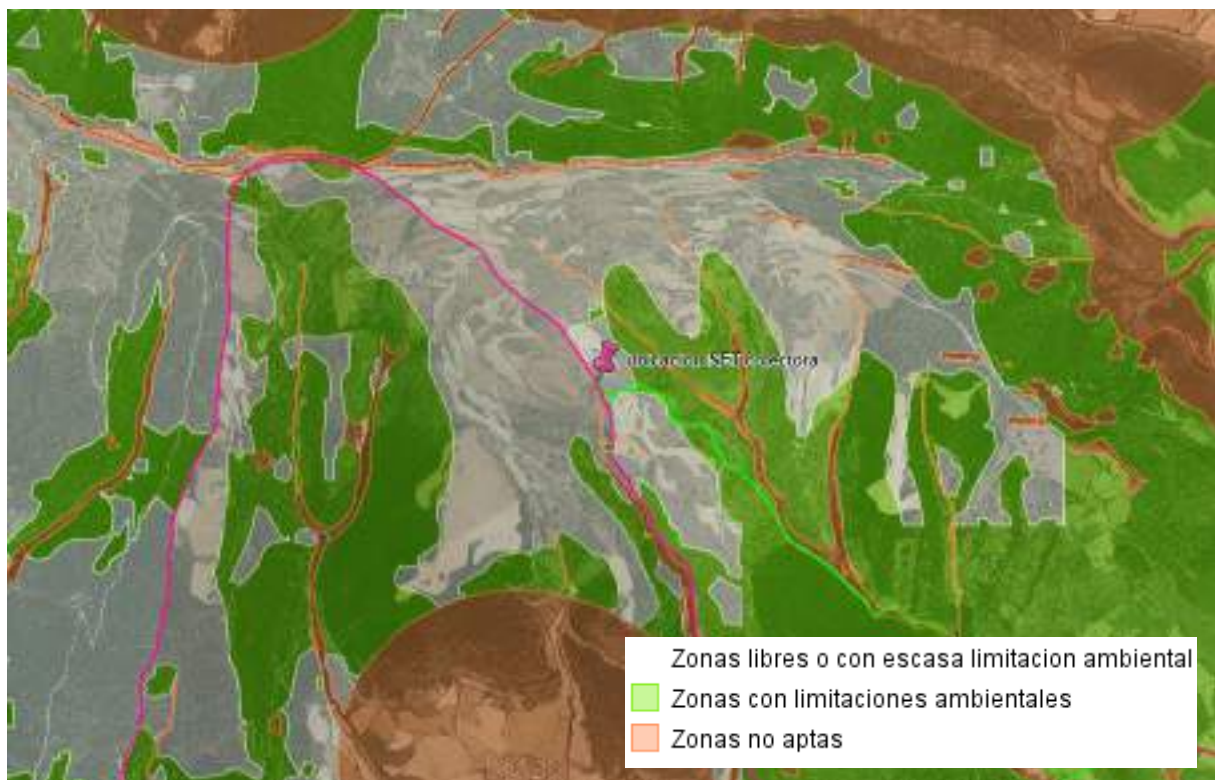 Zonas libres o con escasa limitacion ambiental
Zonas con limitaciones ambientales
Zonas no aptas